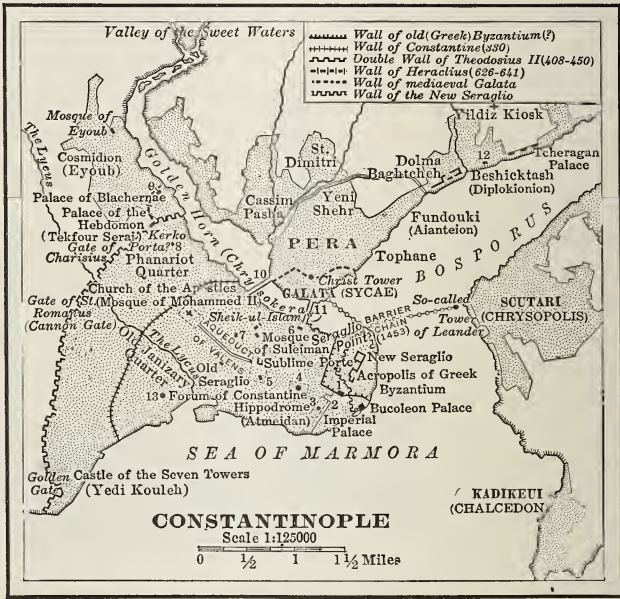 Valley of the Sweet Waters
Wall of old (Greek) Byzantium(?)
Wall of Constantine (330)
Double Wall of Theodosius II (408-450)
Wall of Heraclius (626-641)
Wall of mediaeval Galata
Wall of the New Seraglio
Yildiz Kiosk
Mosque of
Eyoub
The Lycus
Cosmidion
(Eyoub)
Golden Horn (Chrysokera)
St.
Dimitri
Dolma
Baghtcheh
12
Tcheragan
Palace
Beshicktash
(Diplokionion)
9
Palace of Blachernae
Palace of the
Hebdomon
(Tekfour Serai)
Kerko
Porta?
8
Gate of
Charisius
Cassim
Pasha
Yeni
Shehr
Fundouki
(Aianteion)
PERA
Tophane
BOSPORUS
Phanariot
Quarter
Church of the Apostles
(Mosque of Mohammed II)
10
Christ Tower
GALATA (SYCAE)
11
Gate of St.
Romanus
(Cannon Gate)
Sheik-ul-Islam
Seraglio
Point
BARRIER
CHAIN
(1453)
So-called
Tower
of Leander
SCUTARI
(CHRYSOPOLIS)
Old
Janizary
Quarter
The Lycus
AQUEDUCT
OF VALENS
7
6
Mosque
of Suleiman
Sublime Porte
New Seraglio
Acropolis of Greek
Byzantium
Old
Seraglio
5
4
1
13
Forum of Constantine
3
2
Hippodrome
(Atmeidan)
Imperial
Palace
Bucoleon Palace
SEA OF MARMORA
Golden
Gate
Castle of the Seven Towers
(Yedi Kouleh)
KADIKEUI
(CHALCEDON
CONSTANTINOPLE
Scale 1:125000
0 ½ 1 1½ Miles